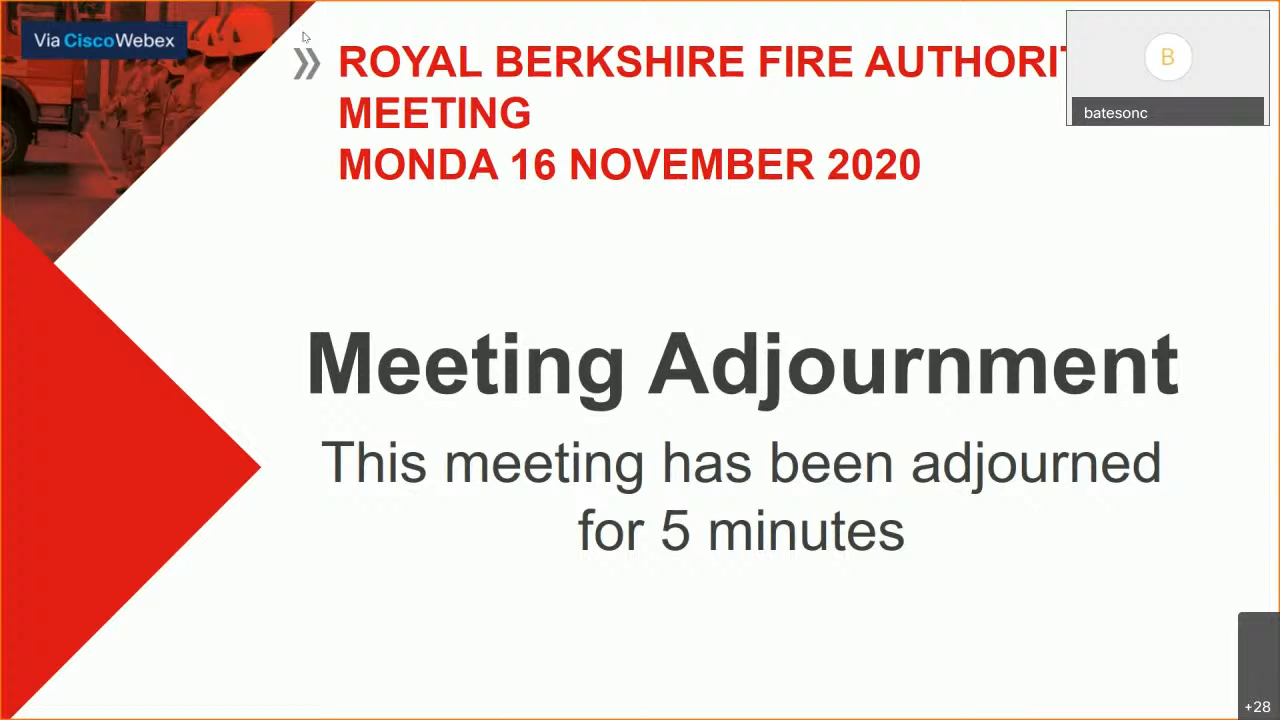 Via CiscoWebex
ROYAL BERKSHIRE FIRE AUTHORIT
MEETING
MONDA 16 NOVEMBER 2020
B
batesonc
Meeting Adjournment
This meeting has been adjourned
for 5 minutes
+28